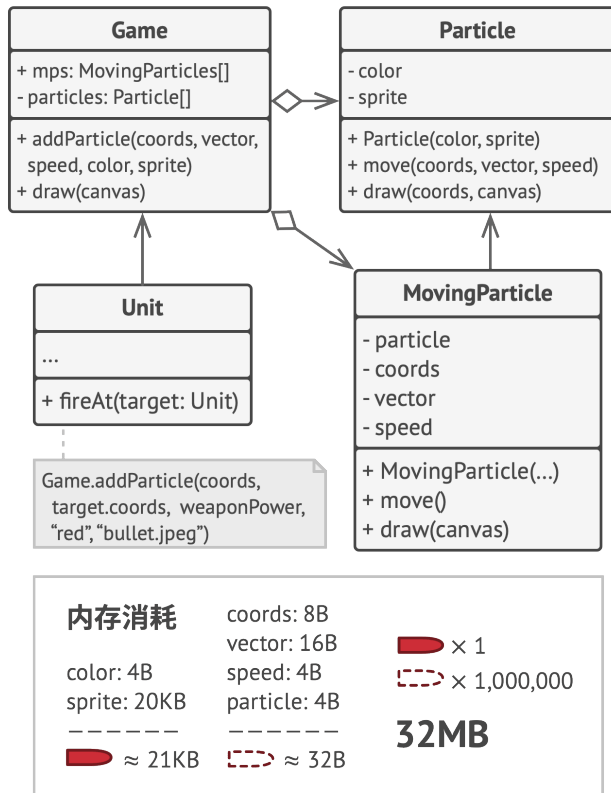 Game
+ mps: MovingParticles[]
- particles: Particle[]
+ addParticle(coords, vector,
speed, color, sprite)
+ draw(canvas)
Particle
- color
- sprite
+ Particle(color, sprite)
+ move(coords, vector, speed)
+ draw(coords, canvas)
Unit
...
+ fireAt(target: Unit)
Game.addParticle(coords,
target.coords, weaponPower,
“red”,“bullet.jpeg”)
MovingParticle
- particle
- coords
- vector
- speed
+ MovingParticle(...)
+ move()
+ draw(canvas)
内存消耗
color: 4B
sprite: 20KB
≈ 21KB
coords: 8B
vector: 16B
speed: 4B
particle: 4B
≈ 32B
× 1
× 1,000,000
32MB